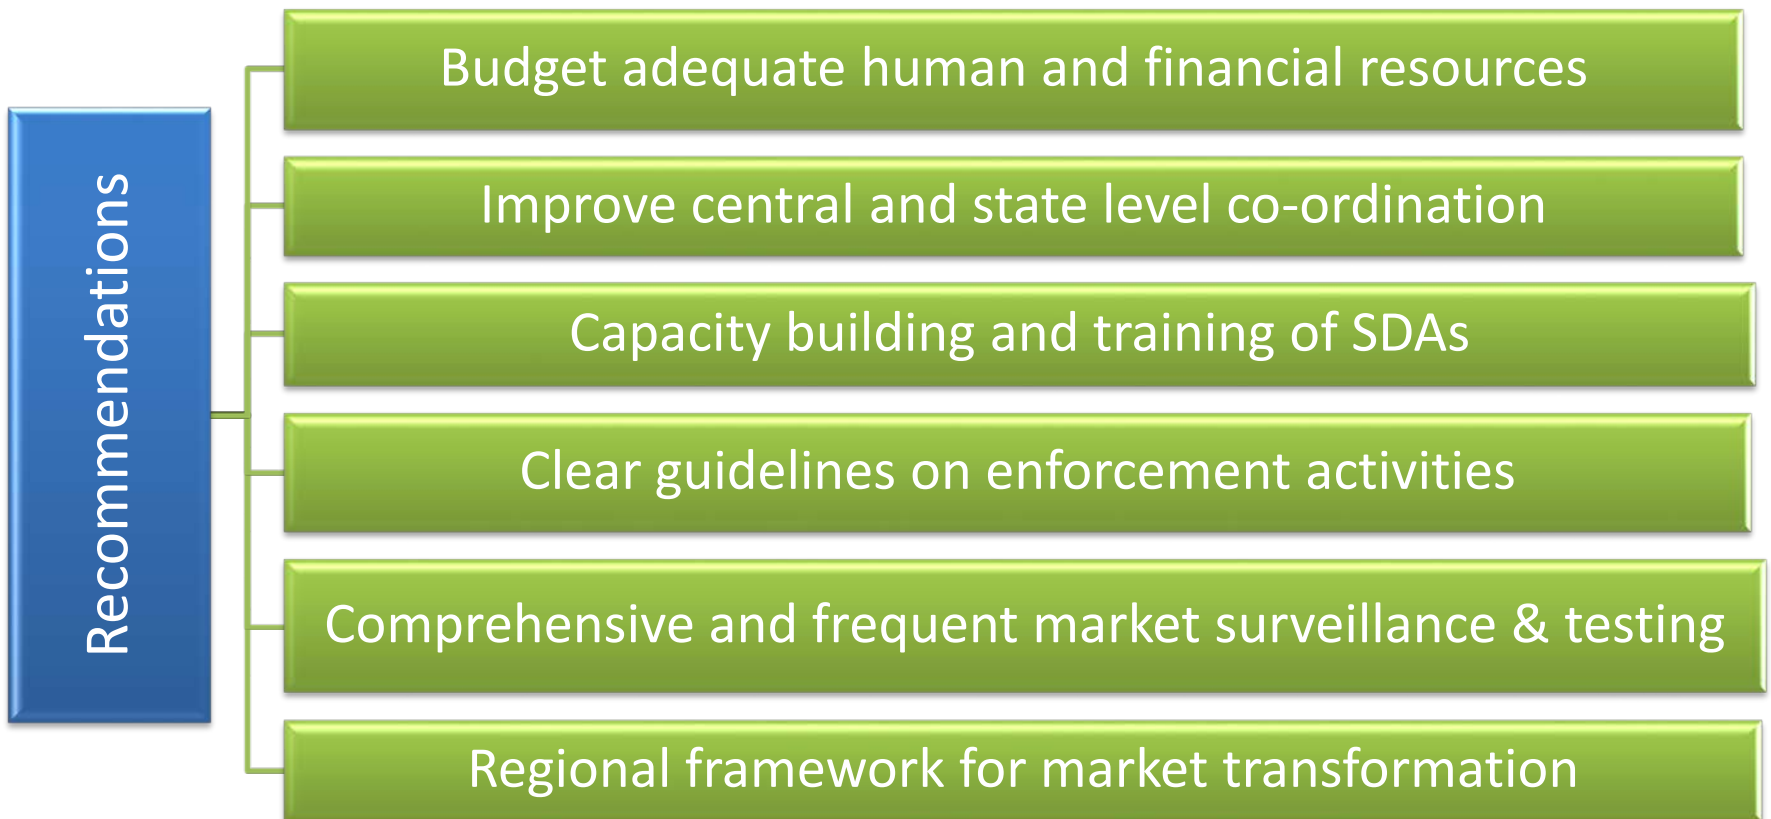 Recommendations
Budget adequate human and financial resources
Improve central and state level co-ordination
Capacity building and training of SDAs
Clear guidelines on enforcement activities
Comprehensive and frequent market surveillance & testing
Regional framework for market transformation